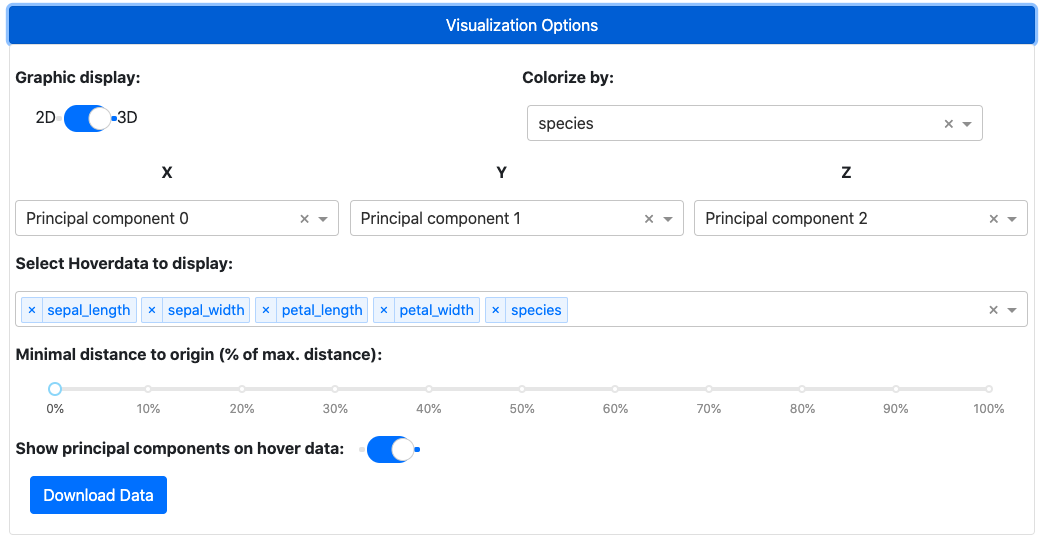 Visualization Options
Graphic display: Colorize by:
2D 3D
species
X Y Z
Principal component 0 Principal component 1 Principal component 2
Select Hoverdata to display:
× sepal_length × sepal_width × petal_length × petal_width × species
Minimal distance to origin (% of max. distance):
0% 10% 20% 30% 40% 50% 60% 70% 80% 90% 100%
Show principal components on hover data:
Download Data